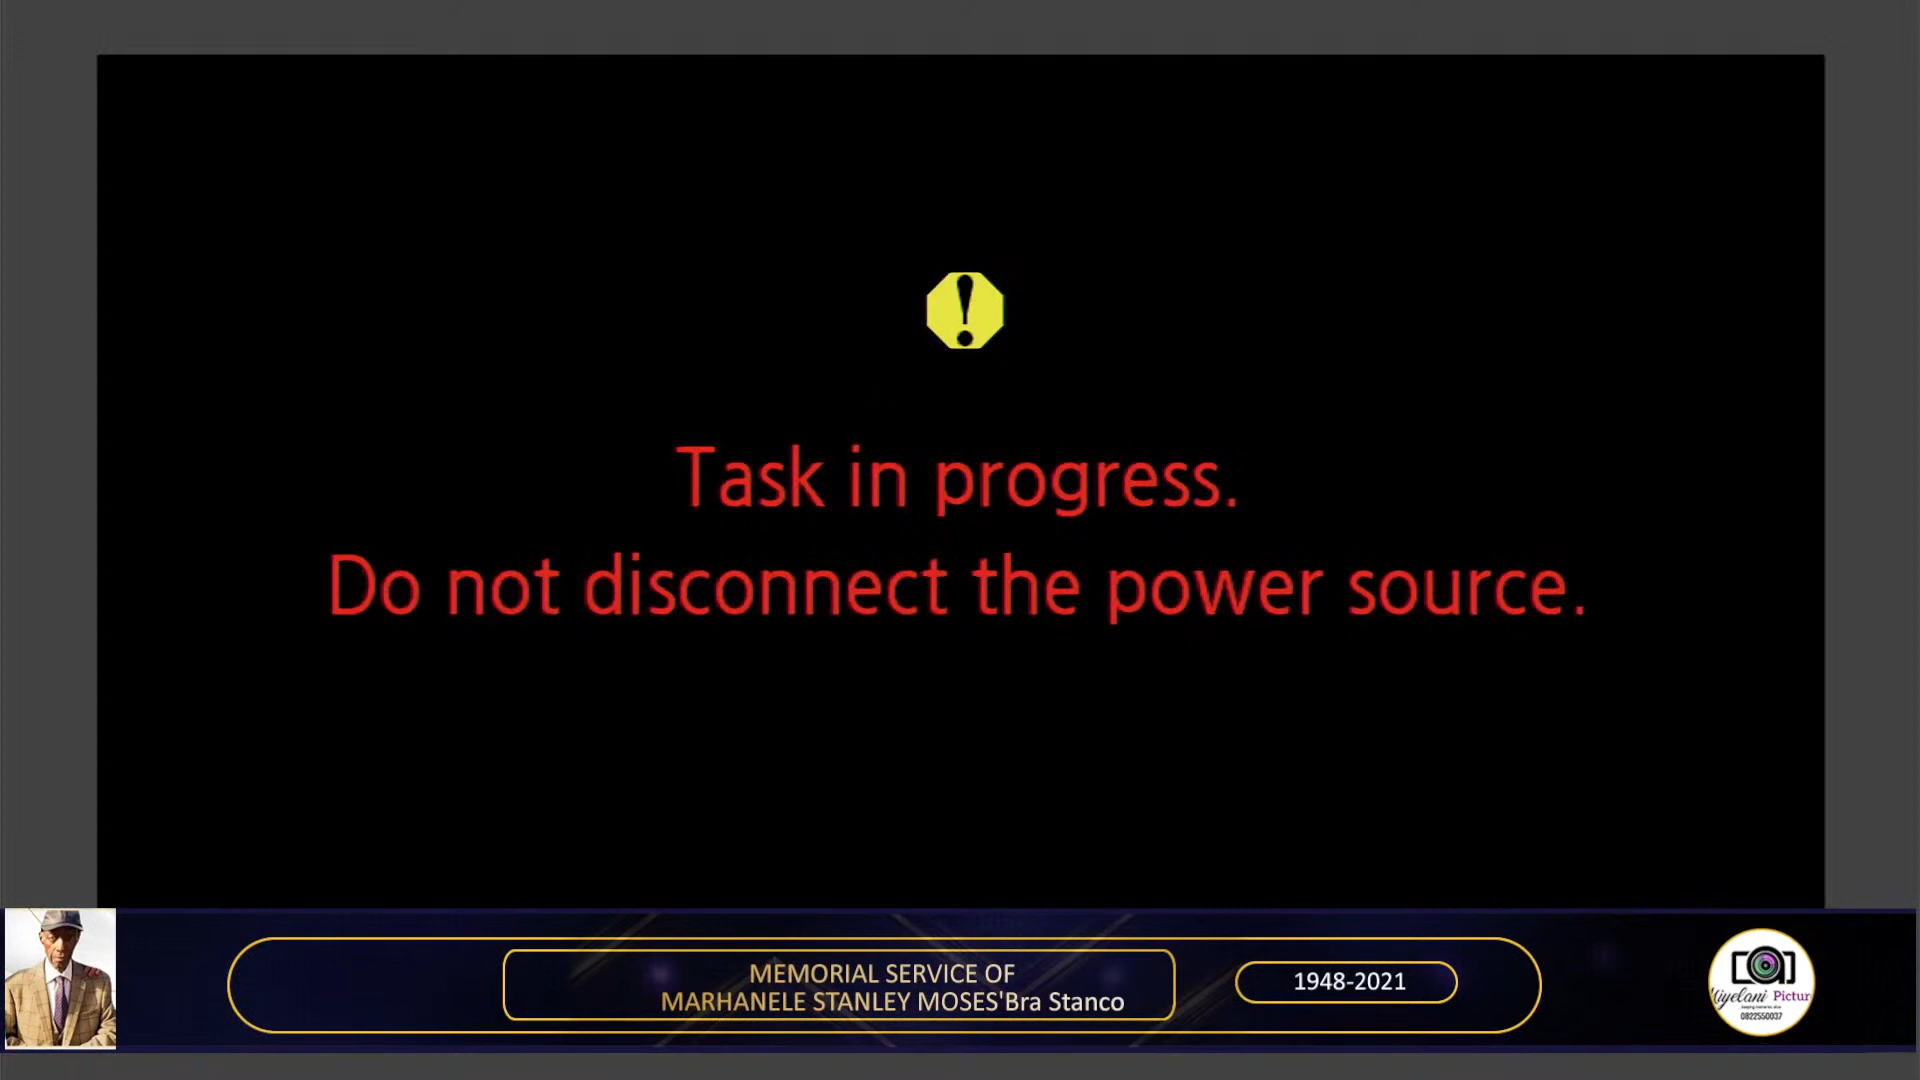 Task in progress.
Do not disconnect the power source.
MEMORIAL SERVICE OF
MARHANELE STANLEY MOSES'Bra Stanco
1948-2021
Pictur
0822550037